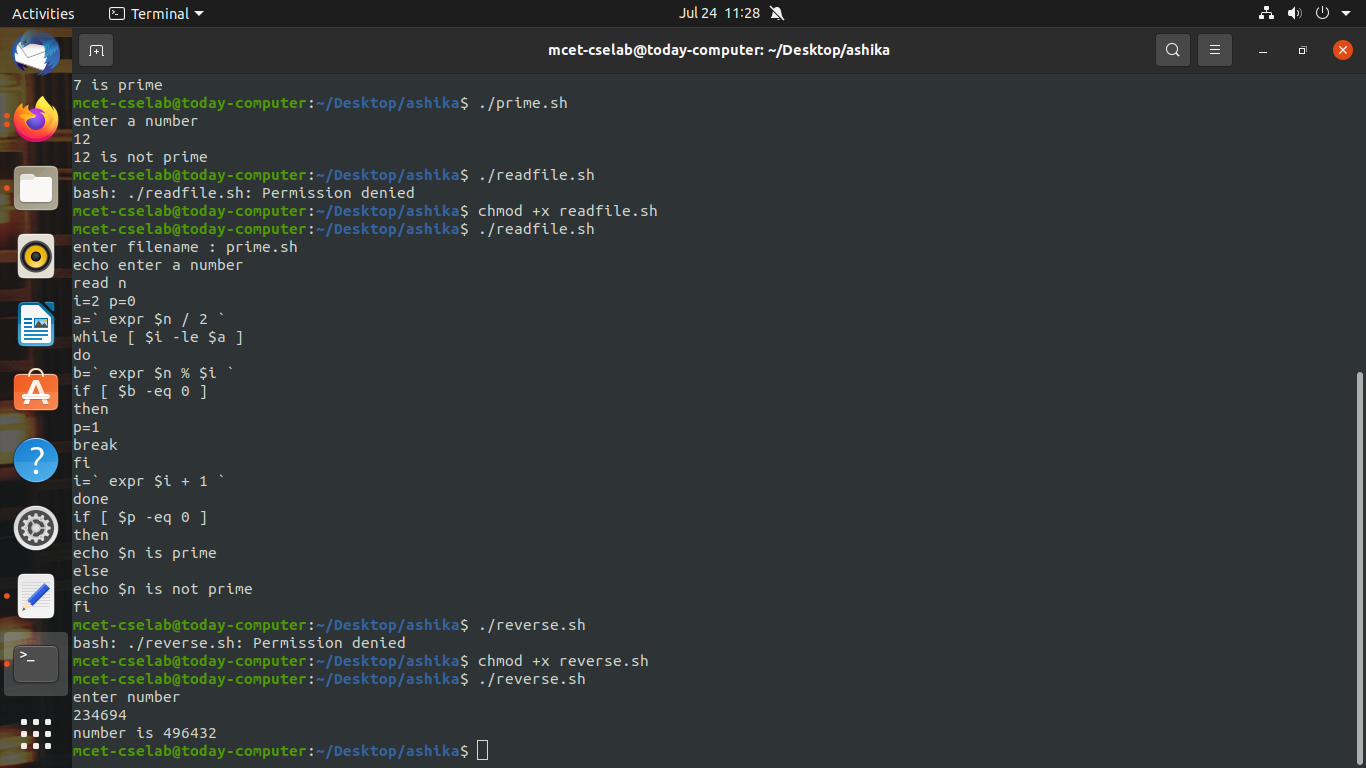 Activities Terminal Jul 24 11:28
mcet-cselab@today-computer: ~/Desktop/ashika
7 is prime
mcet-cselab@today-computer:~/Desktop/ashika$ ./prime.sh
enter a number
12
12 is not prime
mcet-cselab@today-computer:~/Desktop/ashika$ ./readfile.sh
bash: ./readfile.sh: Permission denied
mcet-cselab@today-computer:~/Desktop/ashika$ chmod +x readfile.sh
mcet-cselab@today-computer:~/Desktop/ashika$ ./readfile.sh
enter filename : prime.sh
echo enter a number
read n
i=2 p=0
a=` expr $n / 2 `
while [ $i -le $a ]
do
b=` expr $n % $i `
if [ $b -eq 0 ]
then
p=1
break
fi
i=` expr $i + 1 `
done
if [ $p -eq 0 ]
then
echo $n is prime
else
echo $n is not prime
fi
mcet-cselab@today-computer:~/Desktop/ashika$ ./reverse.sh
bash: ./reverse.sh: Permission denied
mcet-cselab@today-computer:~/Desktop/ashika$ chmod +x reverse.sh
mcet-cselab@today-computer:~/Desktop/ashika$ ./reverse.sh
enter number
234694
number is 496432
mcet-cselab@today-computer:~/Desktop/ashika$